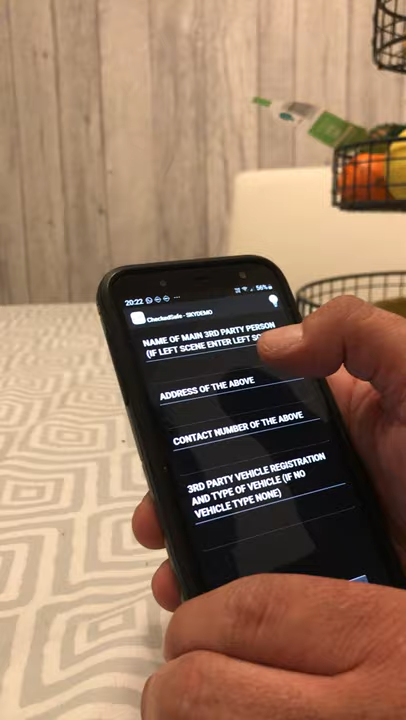 20:22 56%
CheckedSafe - SKYDEMO
NAME OF MAIN 3RD PARTY PERSON
(IF LEFT SCENE ENTER LEFT
ADDRESS OF THE ABOVE
CONTACT NUMBER OF THE ABOVE
3RD PARTY VEHICLE REGISTRATION
AND TYPE OF VEHICLE (IF NO
VEHICLE TYPE NONE)